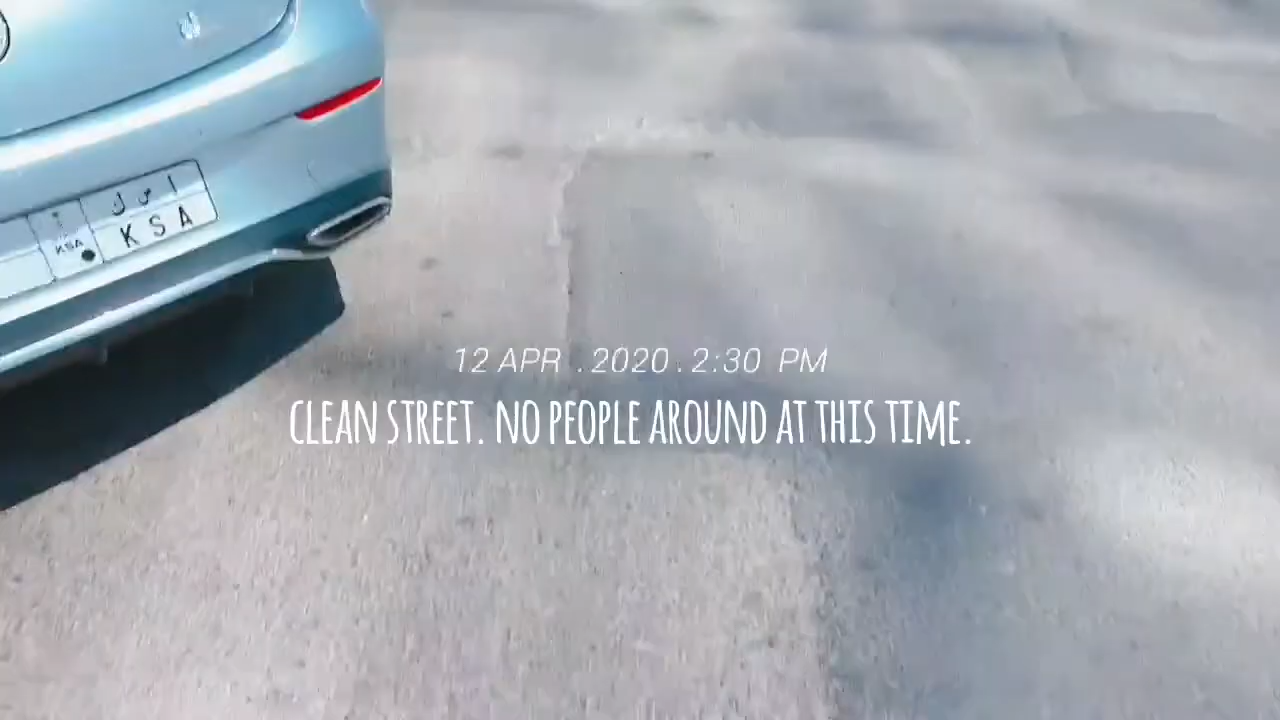 ا ص ك
KSA
K S A
12 APR . 2020 . 2:30 PM
CLEAN STREET. NO PEOPLE AROUND AT THIS TIME.